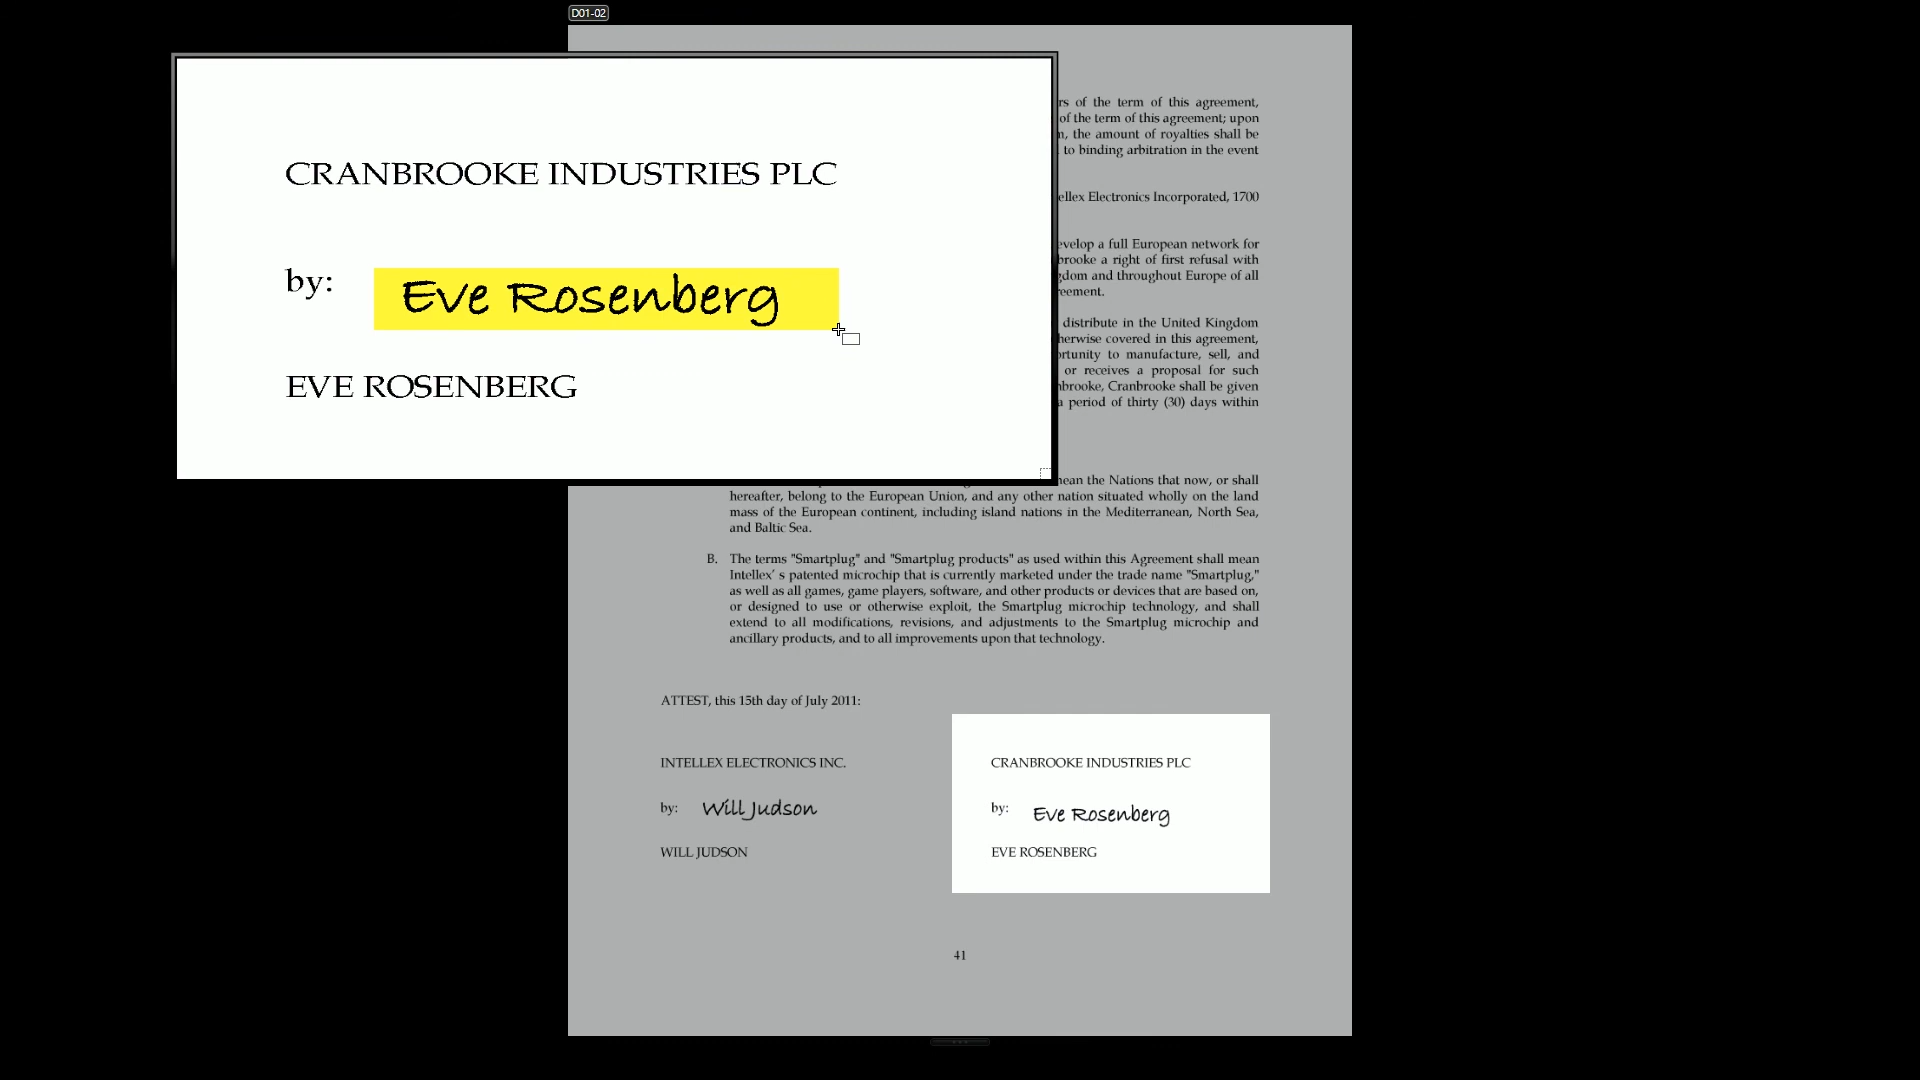 D01-02
CRANBROOKE INDUSTRIES PLC
by: Eve Rosenberg
EVE ROSENBERG
rs of the term of this agreement,
of the term of this agreement; upon
, the amount of royalties shall be
to binding arbitration in the event
ellex Electronics Incorporated, 1700
evelop a full European network for
brooke a right of first refusal with
gdom and throughout Europe of all
reement.
distribute in the United Kingdom
herwise covered in this agreement,
ortunity to manufacture, sell, and
or receives a proposal for such
nbrooke, Cranbrooke shall be given
a period of thirty (30) days within
mean the Nations that now, or shall
hereafter, belong to the European Union, and any other nation situated wholly on the land
mass of the European continent, including island nations in the Mediterranean, North Sea,
and Baltic Sea.
B. The terms "Smartplug" and "Smartplug products" as used within this Agreement shall mean
Intellex' s patented microchip that is currently marketed under the trade name "Smartplug,"
as well as all games, game players, software, and other products or devices that are based on,
or designed to use or otherwise exploit, the Smartplug microchip technology, and shall
extend to all modifications, revisions, and adjustments to the Smartplug microchip and
ancillary products, and to all improvements upon that technology.
ATTEST, this 15th day of July 2011:
INTELLEX ELECTRONICS INC.
by: Will Judson
WILL JUDSON
CRANBROOKE INDUSTRIES PLC
by: Eve Rosenberg
EVE ROSENBERG
41